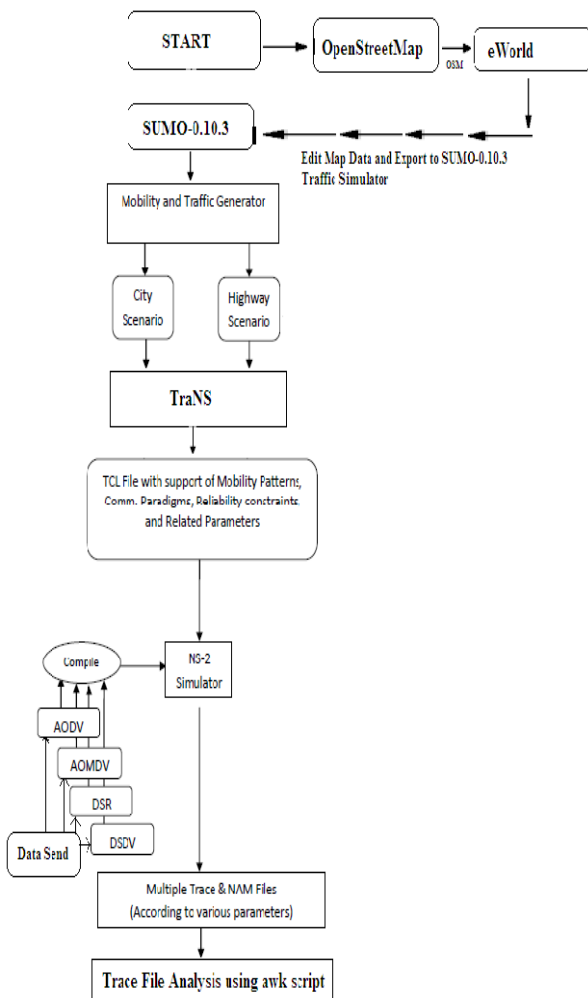 START
OpenStreetMap
OSM
eWorld
SUMO-0.10.3
Edit Map Data and Export to SUMO-0.10.3
Traffic Simulator
Mobility and Traffic Generator
City
Scenario
Highway
Scenario
TraNS
TCL File with support of Mobility Patterns,
Comm. Paradigms, Reliability constraints
and Related Parameters
Compile
NS-2
Simulator
AODV
AOMDV
DSR
DSDV
Data Send
Multiple Trace & NAM Files
(According to various parameters)
Trace File Analysis using awk script